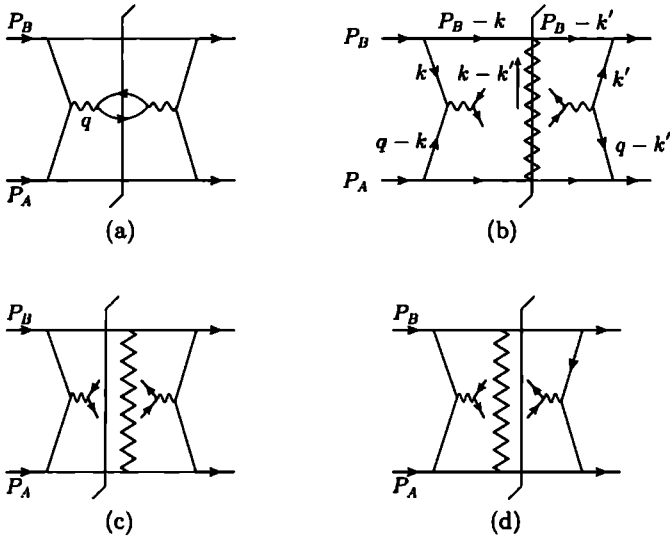 P_B
q
P_A
(a)
P_B P_B − k P_B − k′
k k − k′ k′
q − k q − k′
P_A
(b)
P_B
P_A
(c)
P_B
P_A
(d)